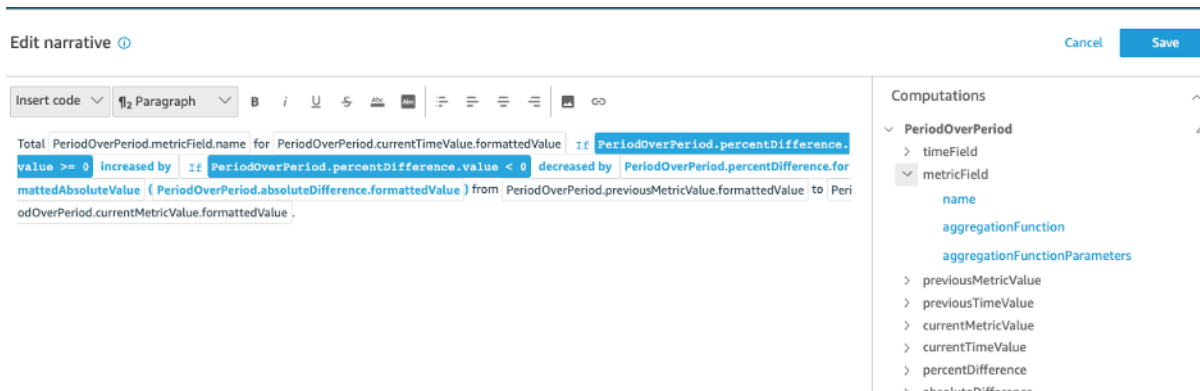 Edit narrative
Cancel
Save
Insert code
¶2 Paragraph
B
i
U
S
Abc
Abc
Total PeriodOverPeriod.metricField.name for PeriodOverPeriod.currentTimeValue.formattedValue If PeriodOverPeriod.percentDifference.
value >= 0 increased by If PeriodOverPeriod.percentDifference.value < 0 decreased by PeriodOverPeriod.percentDifference.for
mattedAbsoluteValue ( PeriodOverPeriod.absoluteDifference.formattedValue ) from PeriodOverPeriod.previousMetricValue.formattedValue to Peri
odOverPeriod.currentMetricValue.formattedValue .
Computations
PeriodOverPeriod
timeField
metricField
name
aggregationFunction
aggregationFunctionParameters
previousMetricValue
previousTimeValue
currentMetricValue
currentTimeValue
percentDifference
absoluteDifference